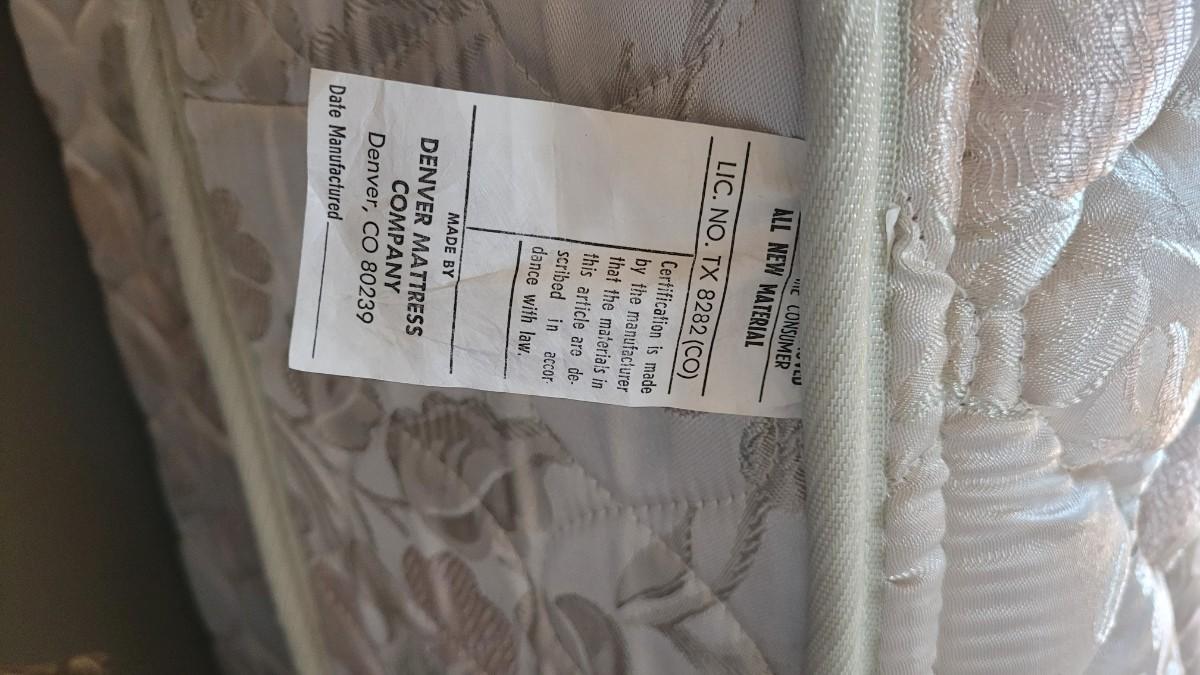 CONSUMER
ALL NEW MATERIAL
LIC. NO. TX 8282 (CO)
Certification is made
by the manufacturer
that the materials in
this article are de-
scribed in accor-
dance with law.
MADE BY
DENVER MATTRESS
COMPANY
Denver, CO 80239
Date Manufactured